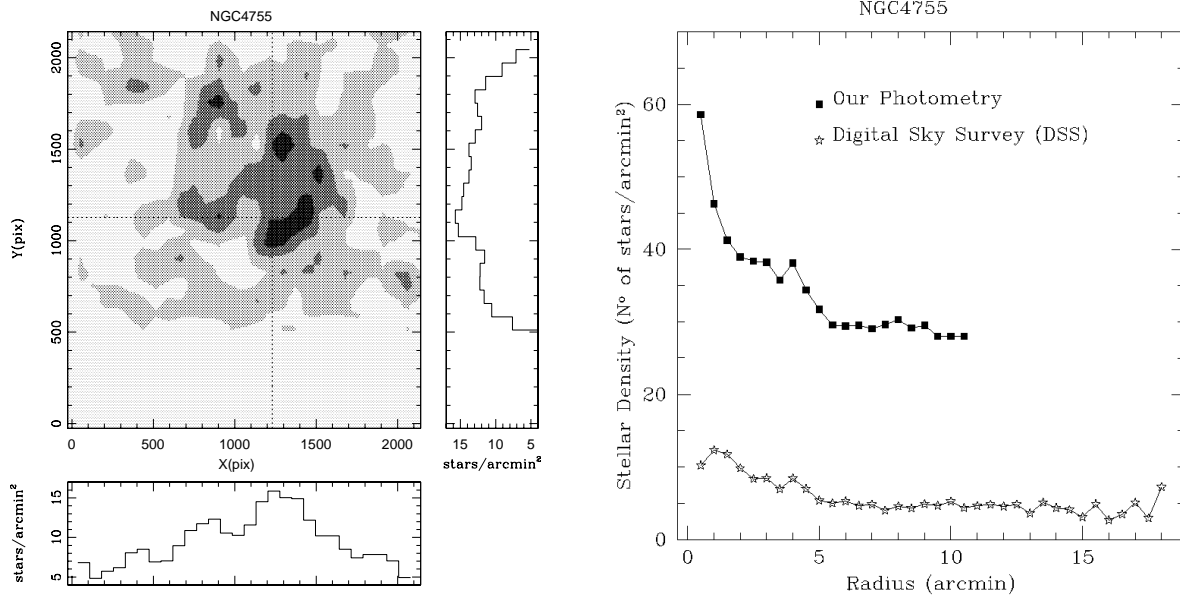 NGC4755
2000
1500
1000
500
0
Y(pix)
0 500 1000 1500 2000
X(pix)
15 10 5
stars/arcmin²
15
10
5
stars/arcmin²
NGC4755
Our Photometry
Digital Sky Survey (DSS)
60
40
20
0
Stellar Density (Nº of stars/arcmin²)
0 5 10 15
Radius (arcmin)